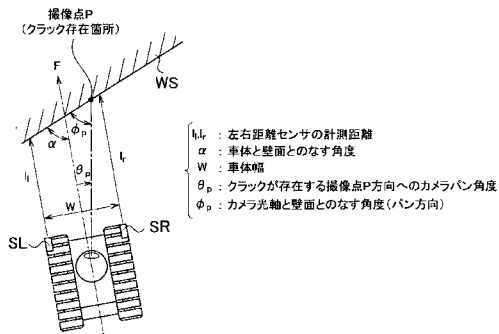 撮像点P
(クラック存在箇所)
F
WS
φp
α
lr
ll
θp
W
SL
SR
ll,lr : 左右距離センサの計測距離
α : 車体と壁面とのなす角度
W : 車体幅
θp : クラックが存在する撮像点P方向へのカメラパン角度
φp : カメラ光軸と壁面とのなす角度(パン方向)